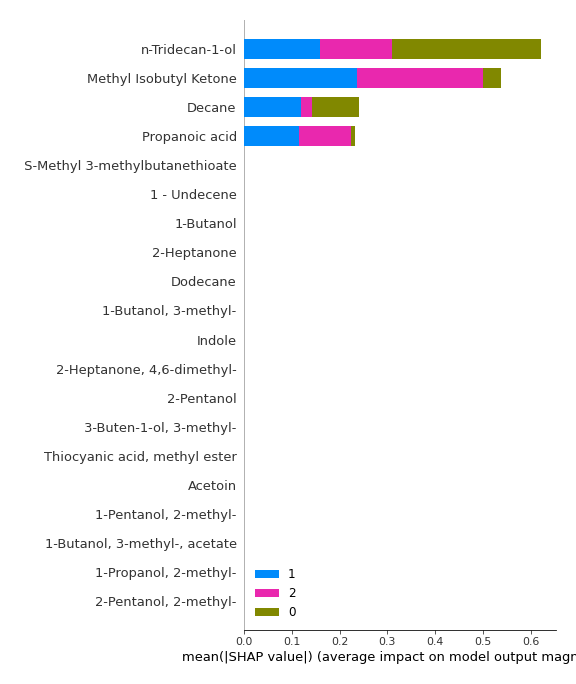 n-Tridecan-1-ol
Methyl Isobutyl Ketone
Decane
Propanoic acid
S-Methyl 3-methylbutanethioate
1 - Undecene
1-Butanol
2-Heptanone
Dodecane
1-Butanol, 3-methyl-
Indole
2-Heptanone, 4,6-dimethyl-
2-Pentanol
3-Buten-1-ol, 3-methyl-
Thiocyanic acid, methyl ester
Acetoin
1-Pentanol, 2-methyl-
1-Butanol, 3-methyl-, acetate
1-Propanol, 2-methyl-
2-Pentanol, 2-methyl-
1
2
0
0.0 0.1 0.2 0.3 0.4 0.5 0.6
mean(|SHAP value|) (average impact on model output magn